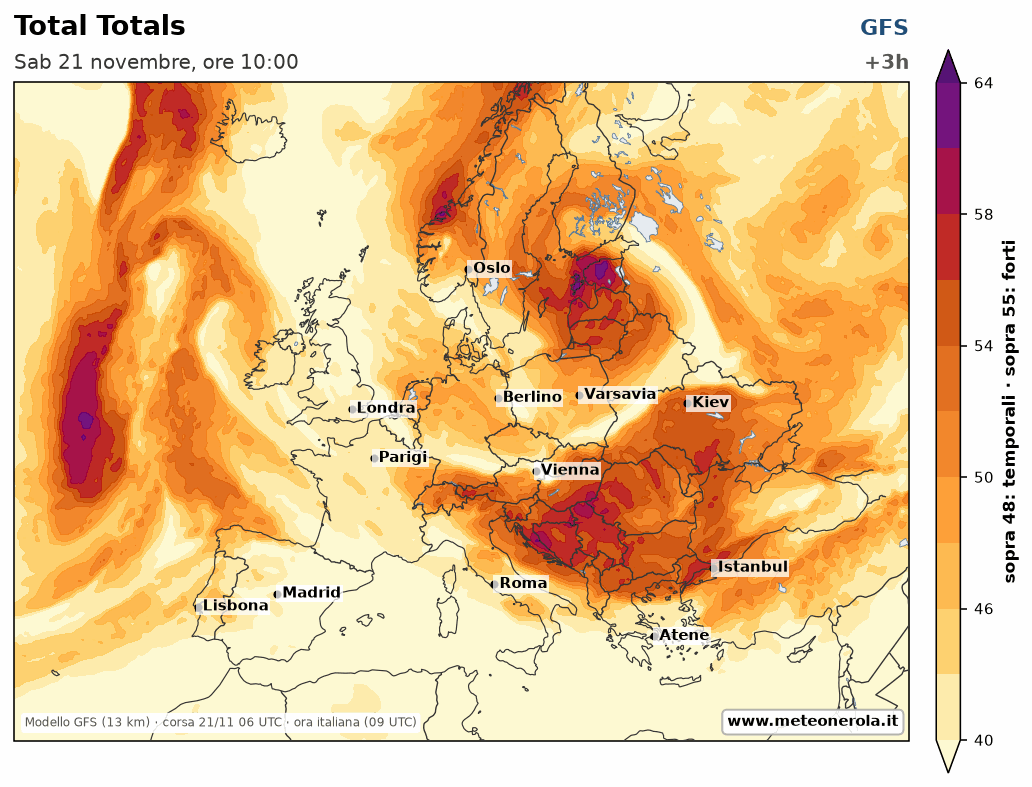 Total Totals
GFS
Sab 21 novembre, ore 10:00
+3h
64
58
54
50
46
40
sopra 48: temporali · sopra 55: forti
Oslo
Berlino
Varsavia
Kiev
Londra
Parigi
Vienna
Istanbul
Roma
Madrid
Lisbona
Atene
Modello GFS (13 km) · corsa 21/11 06 UTC · ora italiana (09 UTC)
www.meteonerola.it